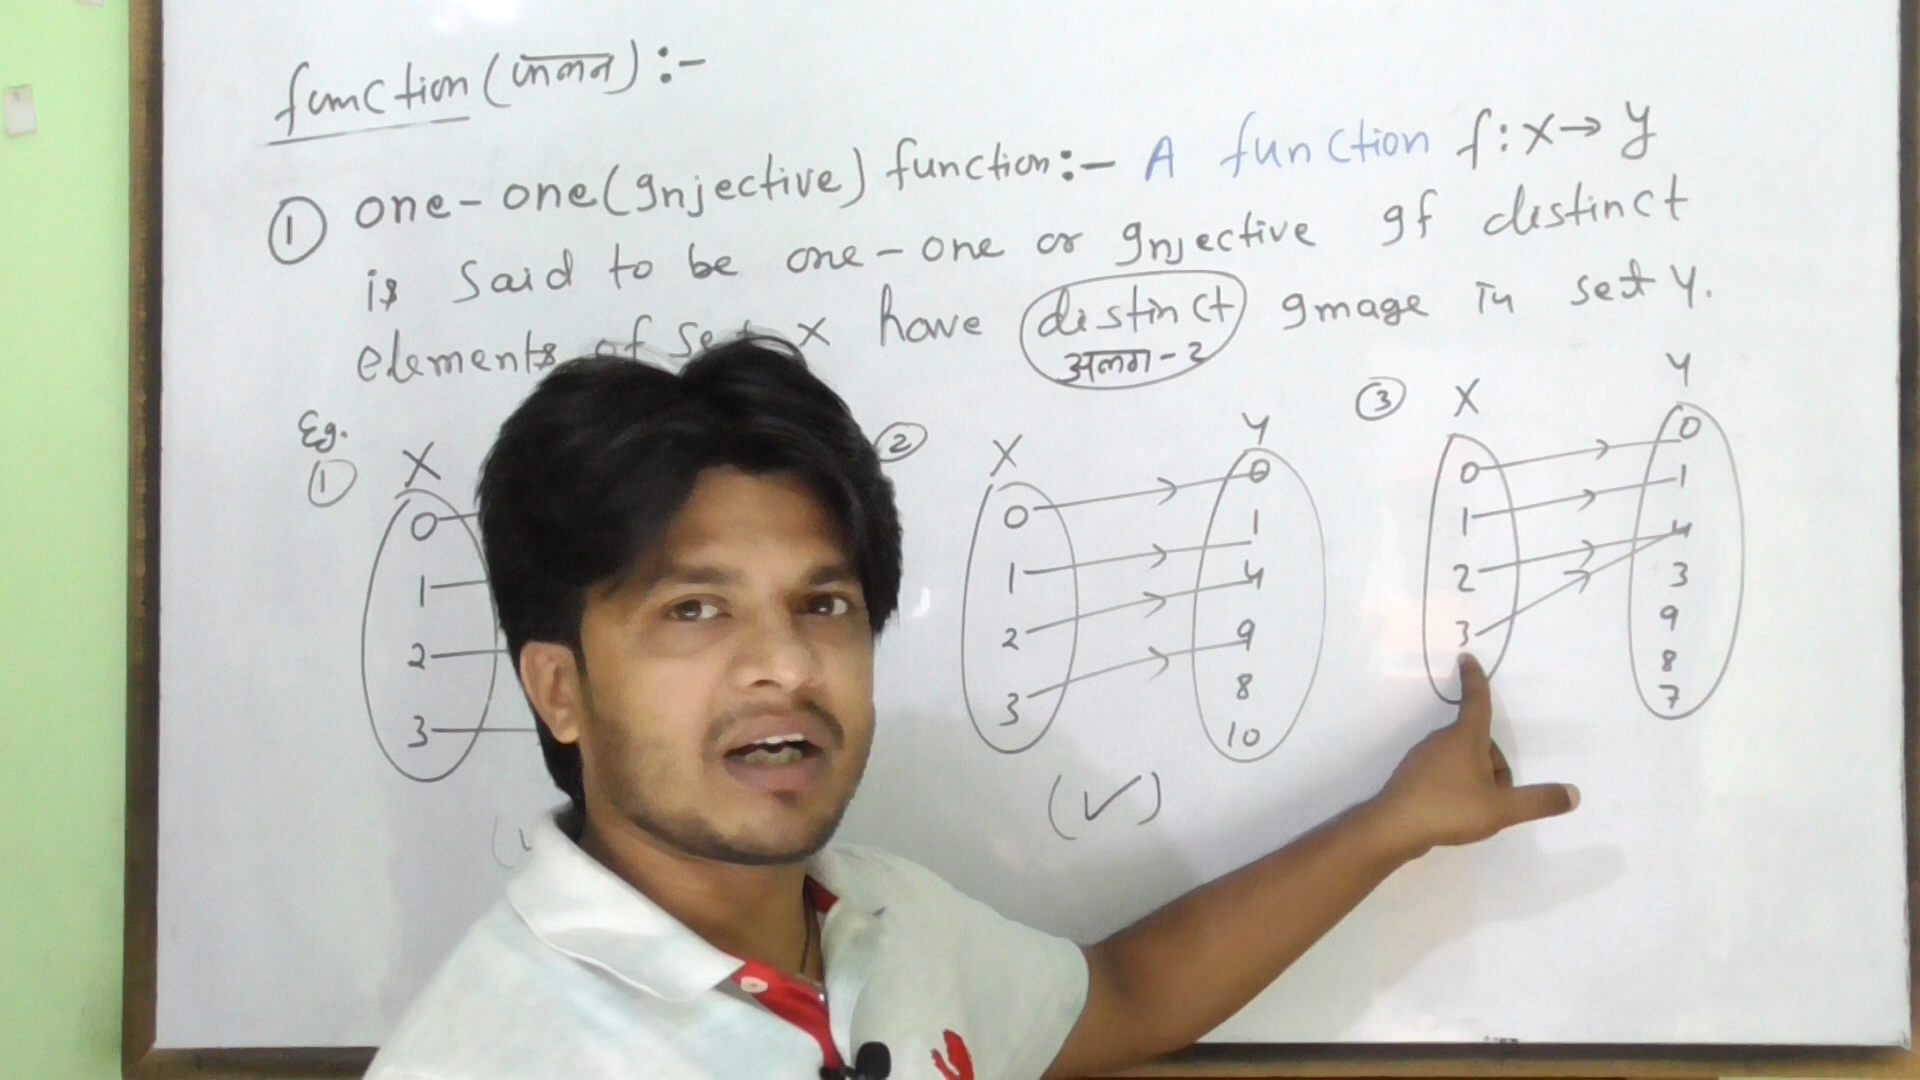 function (फलन) :-
① one-one (Injective) function :- A function f: X→ Y
is said to be one-one or Injective If distinct
elements of set X have distinct Image in set Y.
अलग-२
Eg.
① X
0
1
2
3
② X Y
0 0
1 1
2 4
3 9
8
10
(✓)
③ X Y
0 0
1 1
2 4
3 3
9
8
7